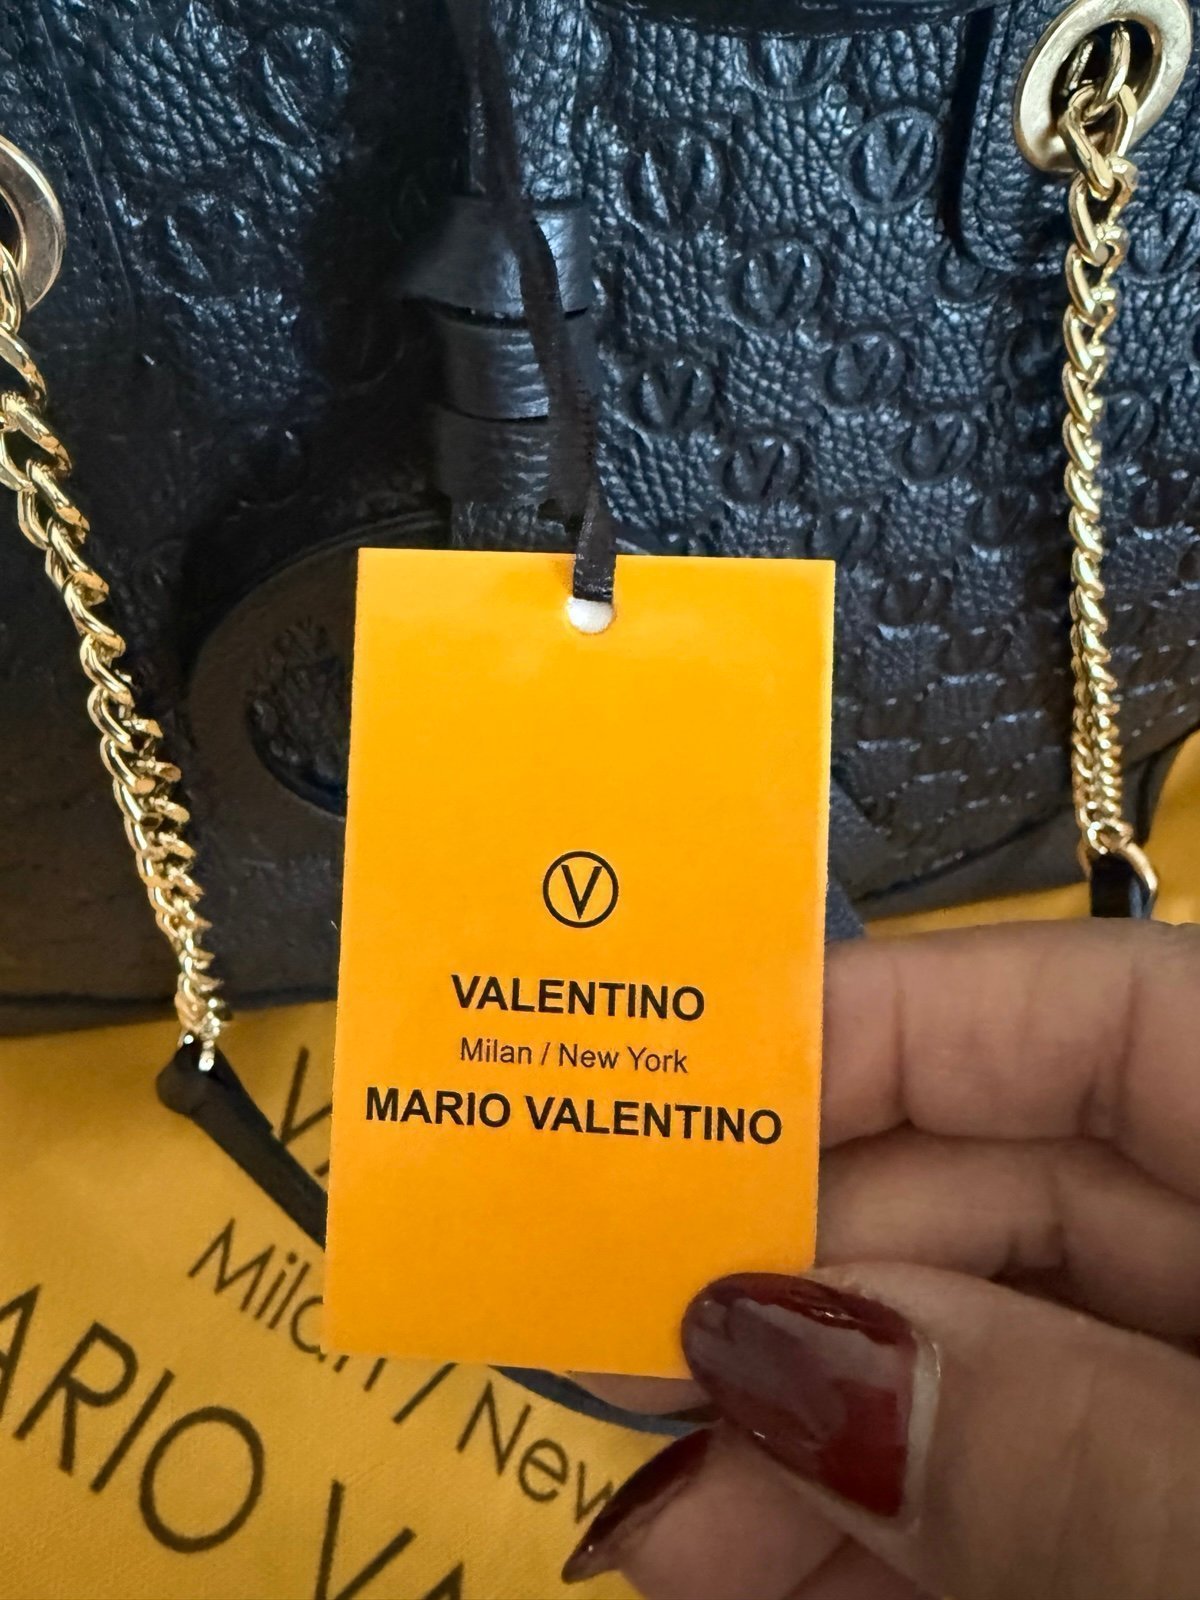 V
VALENTINO
Milan / New York
MARIO VALENTINO
Milan / New
ARIO VA